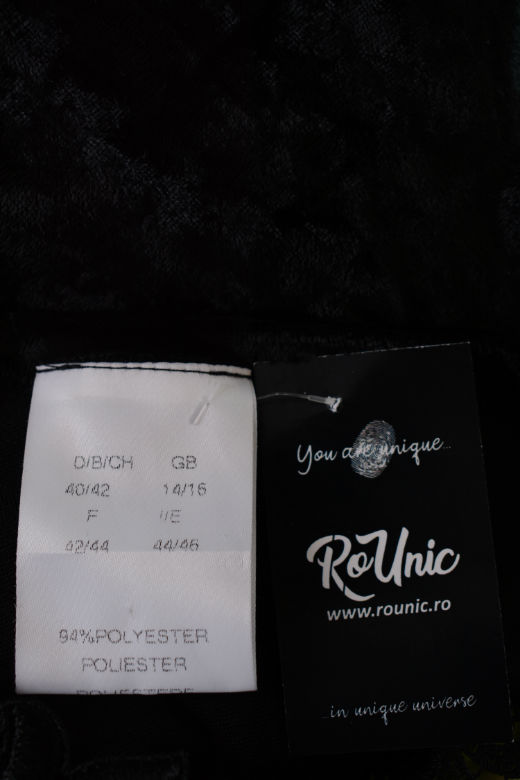 D/B/CH GB
40/42 14/16
F I/E
42/44 44/46
94%POLYESTER
POLIESTER
POLIESTERE
You are unique...
RoUnic
www.rounic.ro
...in unique universe